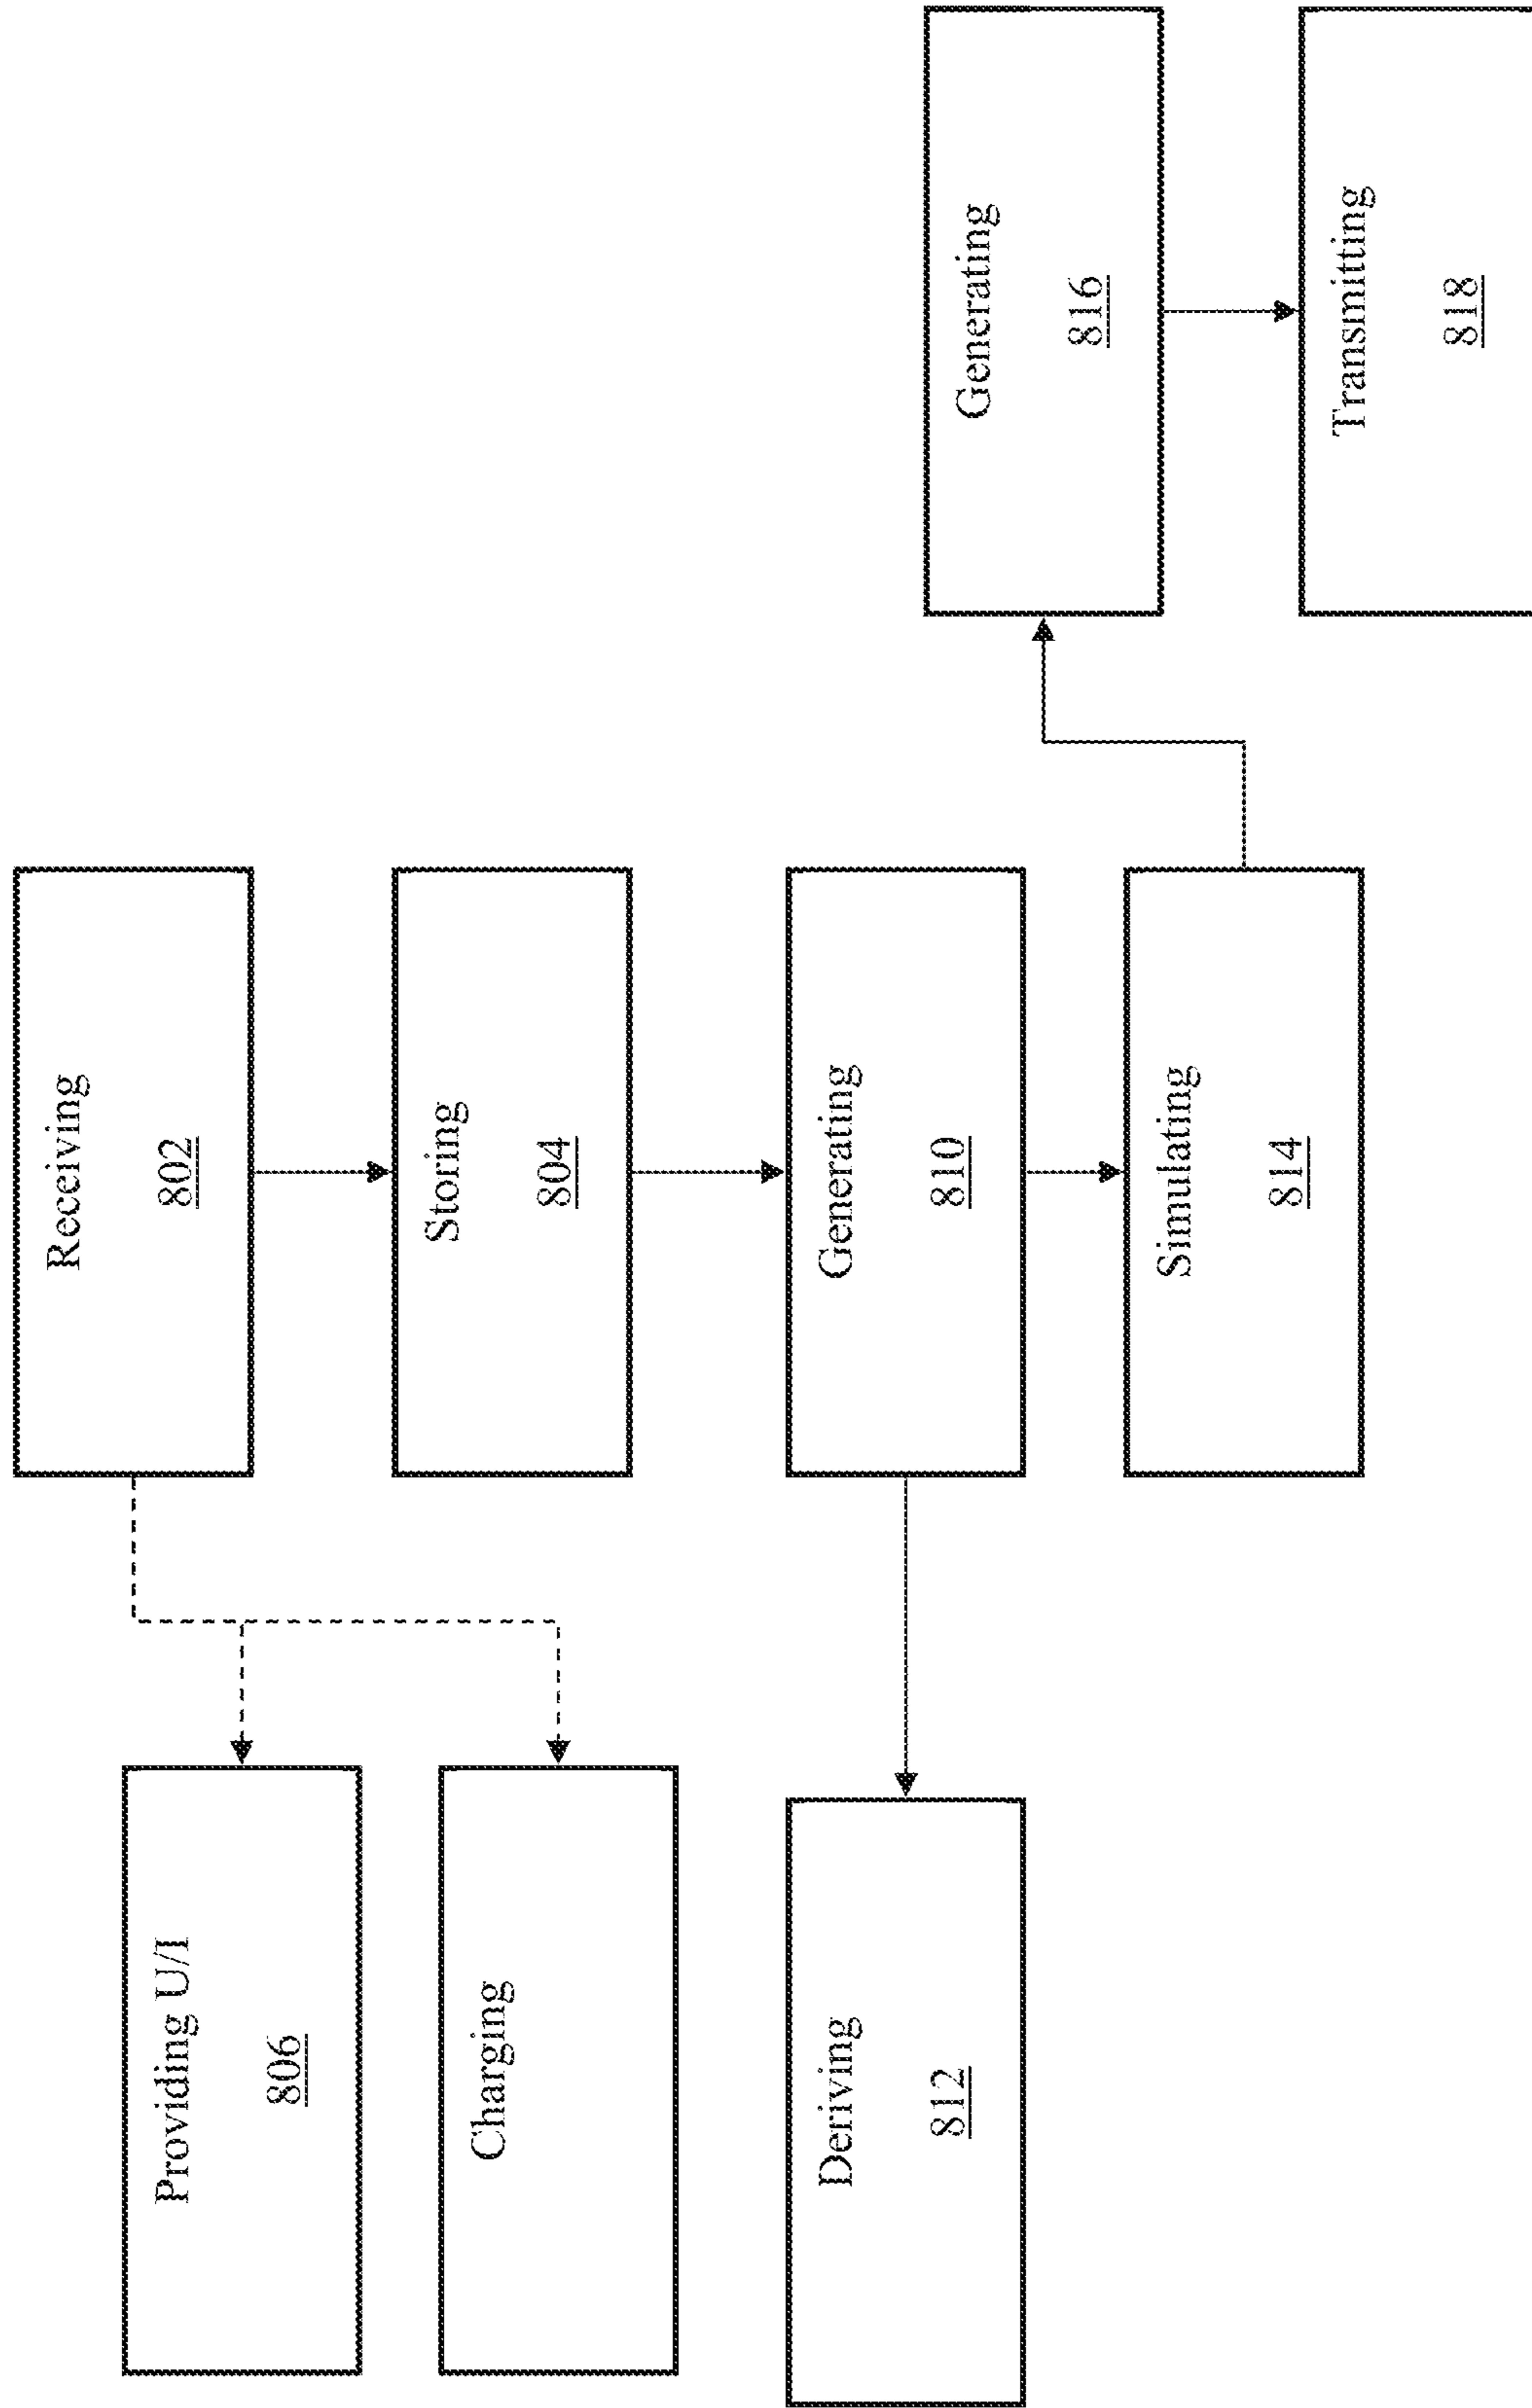 Receiving
802
Storing
804
Providing U/I
806
Charging
Generating
810
Deriving
812
Simulating
814
Generating
816
Transmitting
818